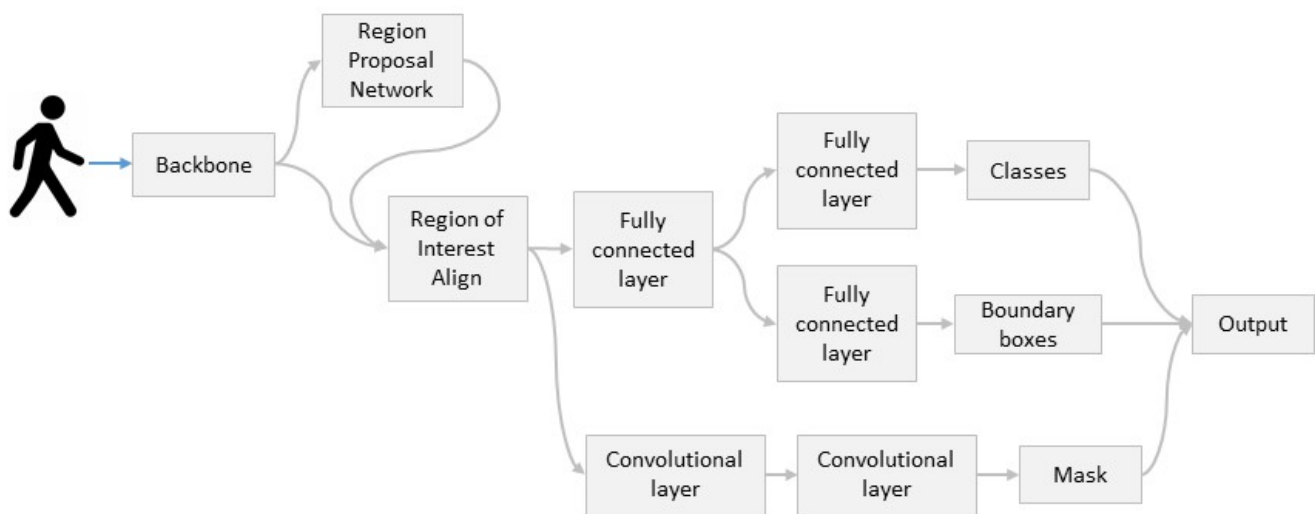 Region
Proposal
Network
Backbone
Region of
Interest
Align
Fully
connected
layer
Fully
connected
layer
Classes
Fully
connected
layer
Boundary
boxes
Output
Convolutional
layer
Convolutional
layer
Mask